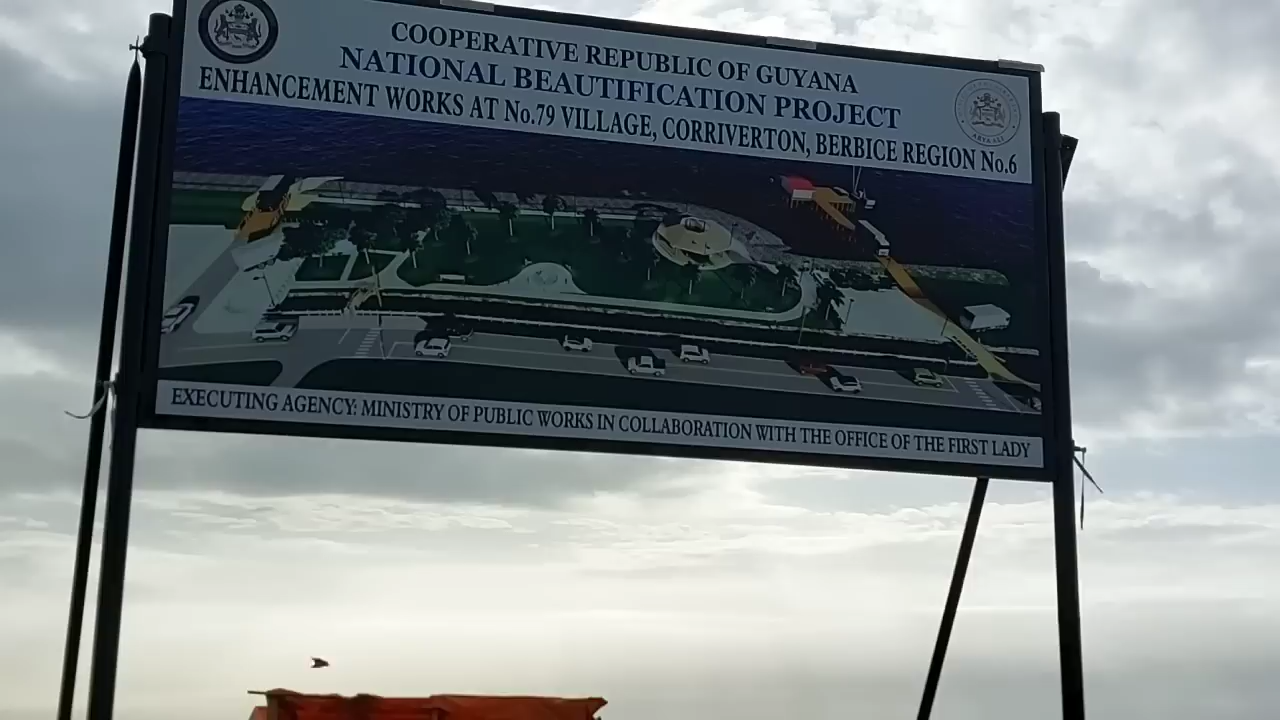 COOPERATIVE REPUBLIC OF GUYANA
NATIONAL BEAUTIFICATION PROJECT
ENHANCEMENT WORKS AT No.79 VILLAGE, CORRIVERTON, BERBICE REGION No.6
EXECUTING AGENCY: MINISTRY OF PUBLIC WORKS IN COLLABORATION WITH THE OFFICE OF THE FIRST LADY